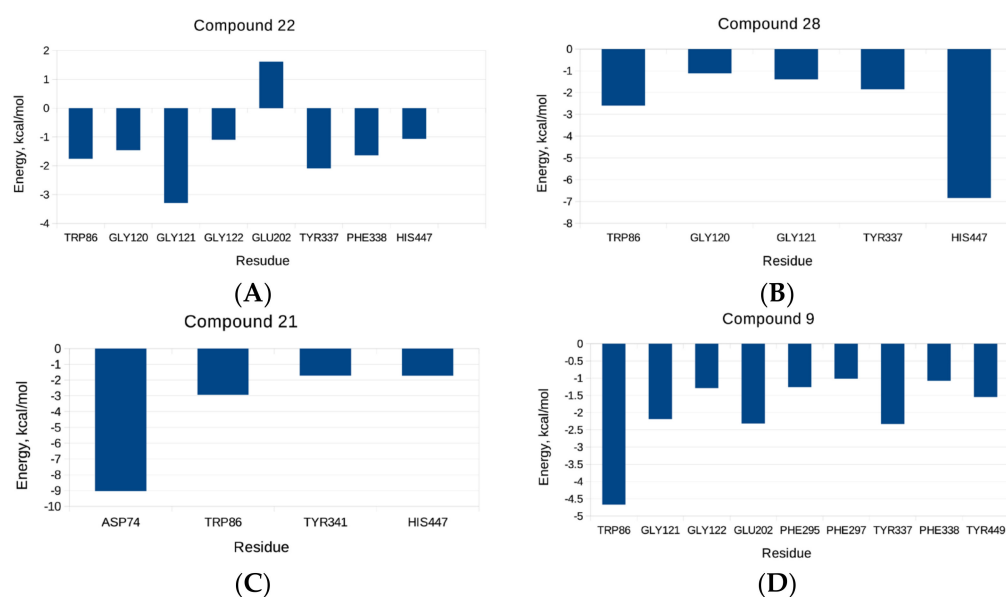 Compound 22
Energy, kcal/mol
2
1
0
-1
-2
-3
-4
TRP86 GLY120 GLY121 GLY122 GLU202 TYR337 PHE338 HIS447
Resudue
(A)
Compound 28
Energy, kcal/mol
0
-1
-2
-3
-4
-5
-6
-7
-8
TRP86 GLY120 GLY121 TYR337 HIS447
Residue
(B)
Compound 21
Energy, kcal/mol
0
-1
-2
-3
-4
-5
-6
-7
-8
-9
-10
ASP74 TRP86 TYR341 HIS447
Residue
(C)
Compound 9
Energy, kcal/mol
0
-0.5
-1
-1.5
-2
-2.5
-3
-3.5
-4
-4.5
-5
TRP86 GLY121 GLY122 GLU202 PHE295 PHE297 TYR337 PHE338 TYR449
Residue
(D)